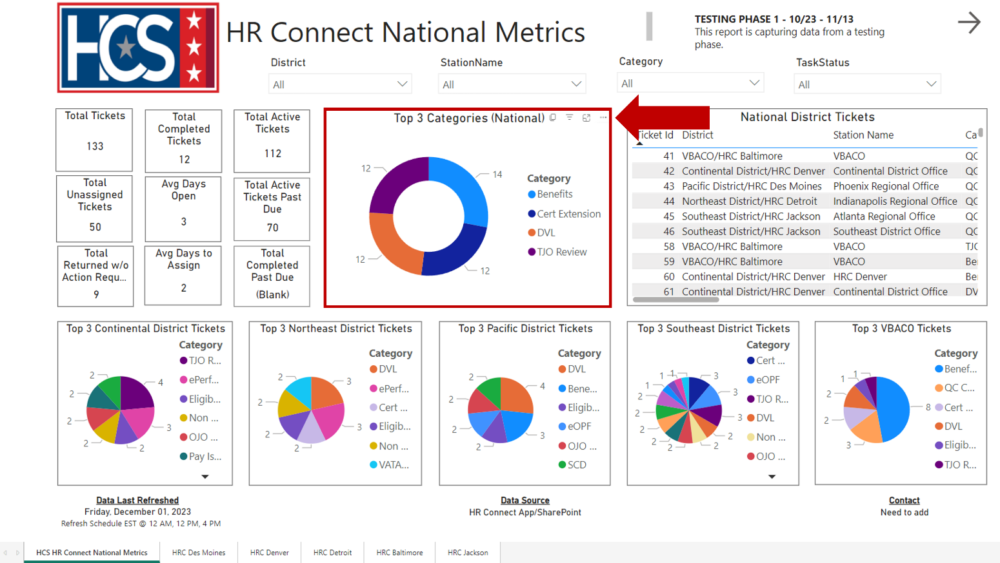 HCS
HR Connect National Metrics
TESTING PHASE 1 - 10/23 - 11/13
This report is capturing data from a testing
phase.
District
All
StationName
All
Category
All
TaskStatus
All
Total Tickets
133
Total
Completed
Tickets
12
Total Active
Tickets
112
Total
Unassigned
Tickets
50
Avg Days
Open
3
Total Active
Tickets Past
Due
70
Total
Returned w/o
Action Requ...
9
Avg Days to
Assign
2
Total
Completed
Past Due
(Blank)
Top 3 Categories (National)
12
14
12
12
Category
Benefits
Cert Extension
DVL
TJO Review
National District Tickets
Ticket Id District Station Name Ca
41 VBACO/HRC Baltimore VBACO QC
42 Continental District/HRC Denver Continental District Office QC
43 Pacific District/HRC Des Moines Phoenix Regional Office QC
44 Northeast District/HRC Detroit Indianapolis Regional Office QC
45 Southeast District/HRC Jackson Atlanta Regional Office QC
46 Southeast District/HRC Jackson Southeast District Office QC
58 VBACO/HRC Baltimore VBACO TJC
59 VBACO/HRC Baltimore VBACO Be
60 Continental District/HRC Denver HRC Denver Be
61 Continental District/HRC Denver Continental District Office DV
Top 3 Continental District Tickets
2
4
2
2
3
2
2
Category
TJO R...
ePerf...
Eligib...
Non ...
OJO ...
Pay Is...
Top 3 Northeast District Tickets
2
3
2
2
3
2
Category
DVL
ePerf...
Cert ...
Eligib...
Non ...
VATA...
Top 3 Pacific District Tickets
2
4
2
2
3
2
Category
DVL
Bene...
Eligib...
eOPF
OJO ...
SCD
Top 3 Southeast District Tickets
1
1
3
1
3
2
2
3
2
2
2
2
2
Category
Cert ...
eOPF
TJO R...
DVL
Non ...
OJO ...
Top 3 VBACO Tickets
1
1
2
8
2
3
Category
Benef...
QC C...
Cert ...
DVL
Eligib...
TJO R...
Data Last Refreshed
Friday, December 01, 2023
Refresh Schedule EST @ 12 AM, 12 PM, 4 PM
Data Source
HR Connect App/SharePoint
Contact
Need to add
HCS HR Connect National Metrics
HRC Des Moines
HRC Denver
HRC Detroit
HRC Baltimore
HRC Jackson